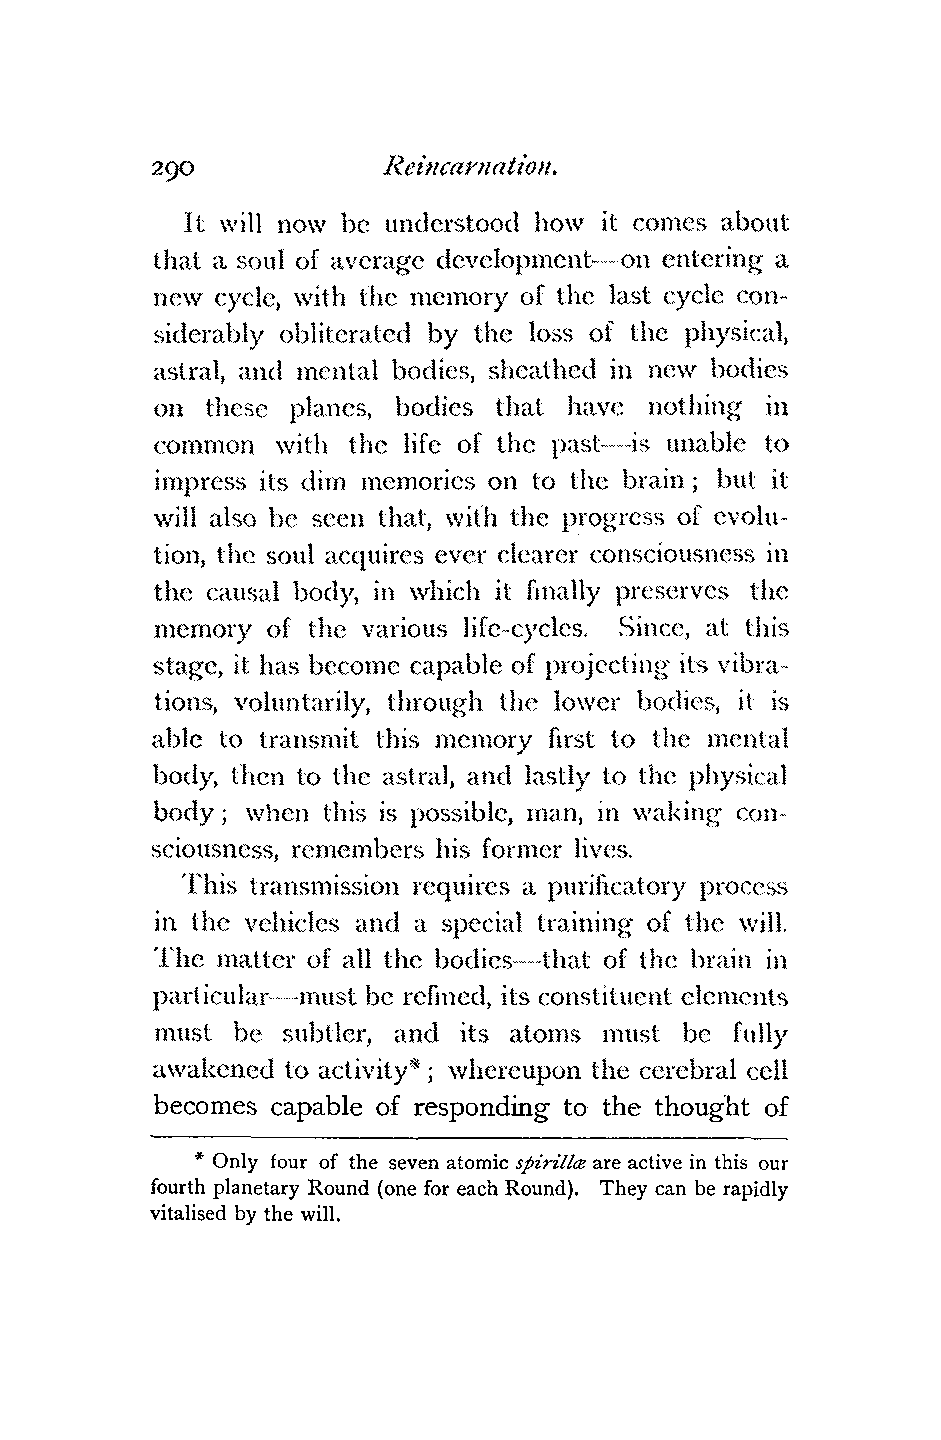 290 Reincarnation.
It will now be understood how it comes about
that a soul of average development—on entering a
new cycle, with the memory of the last cycle con-
siderably obliterated by the loss of the physical,
astral, and mental bodies, sheathed in new bodies
on these planes, bodies that have nothing in
common with the life of the past—is unable to
impress its dim memories on to the brain ; but it
will also be seen that, with the progress of evolu-
tion, the soul acquires ever clearer consciousness in
the causal body, in which it finally preserves the
memory of the various life-cycles. Since, at this
stage, it has become capable of projecting its vibra-
tions, voluntarily, through the lower bodies, it is
able to transmit this memory first to the mental
body, then to the astral, and lastly to the physical
body ; when this is possible, man, in waking con-
sciousness, remembers his former lives.
This transmission requires a purificatory process
in the vehicles and a special training of the will.
The matter of all the bodies—that of the brain in
particular—must be refined, its constituent elements
must be subtler, and its atoms must be fully
awakened to activity* ; whereupon the cerebral cell
becomes capable of responding to the thought of
* Only four of the seven atomic spirillæ are active in this our
fourth planetary Round (one for each Round). They can be rapidly
vitalised by the will.